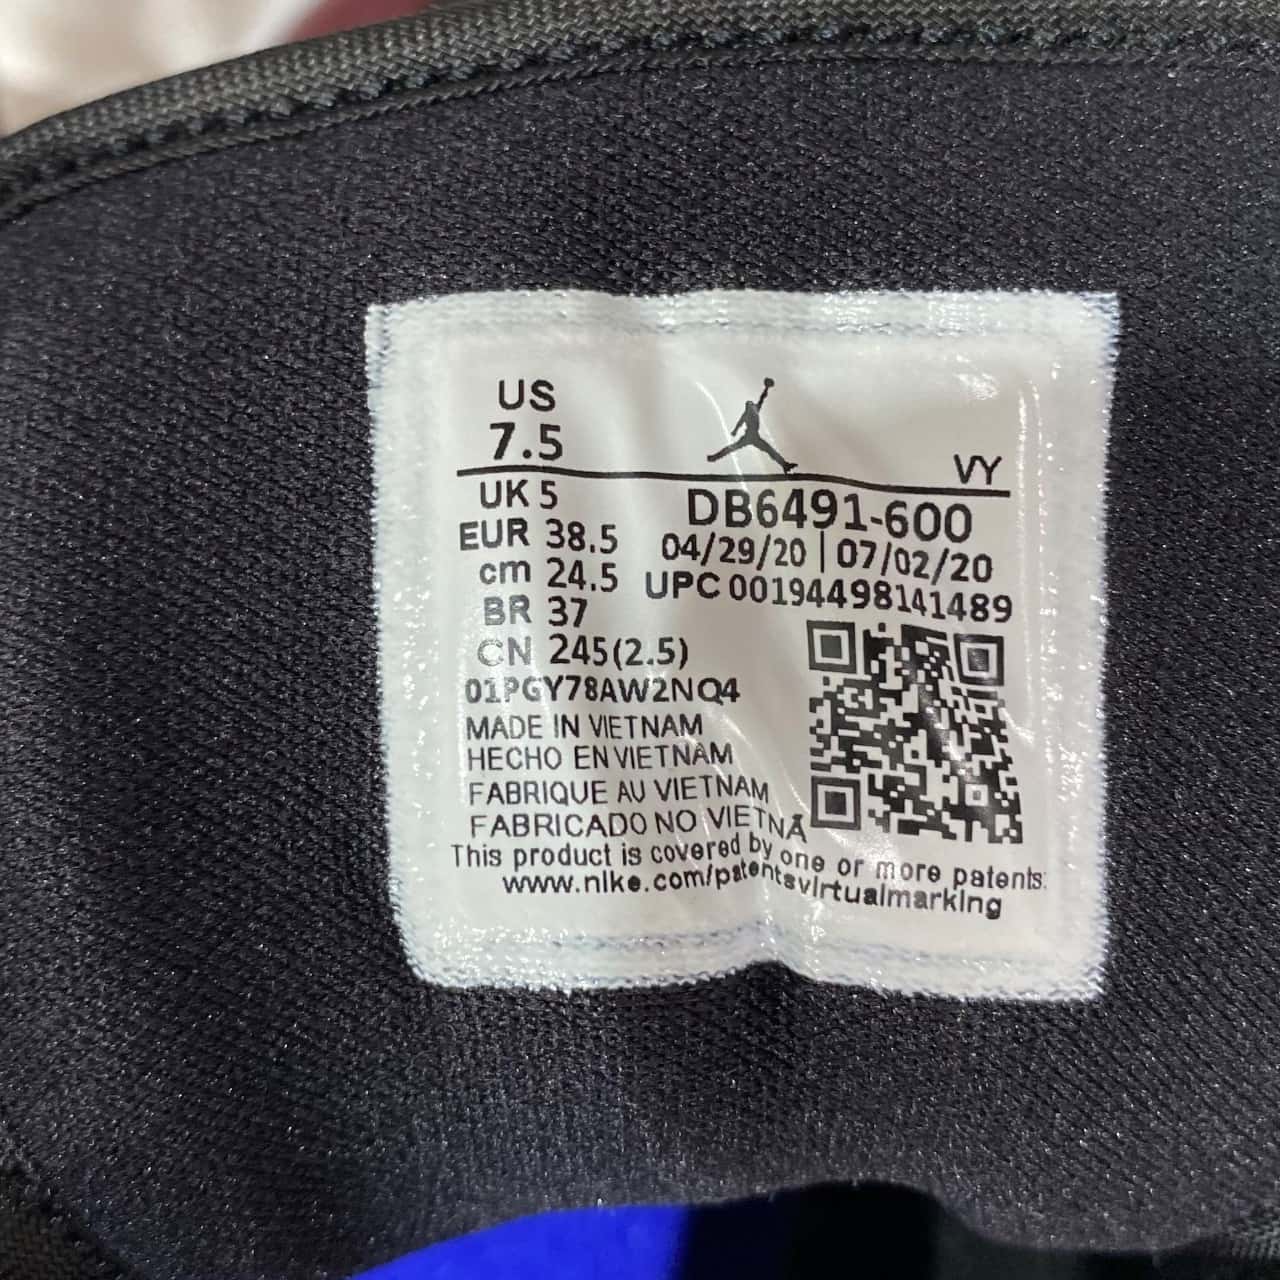 US
7.5
VY
UK 5
DB6491-600
EUR 38.5
04/29/20 | 07/02/20
cm 24.5
UPC 00194498141489
BR 37
CN 245(2.5)
01PGY78AW2NQ4
MADE IN VIETNAM
HECHO EN VIETNAM
FABRIQUE AU VIETNAM
FABRICADO NO VIETNÃ
This product is covered by one or more patents.
www.nike.com/patentsvirtualmarking